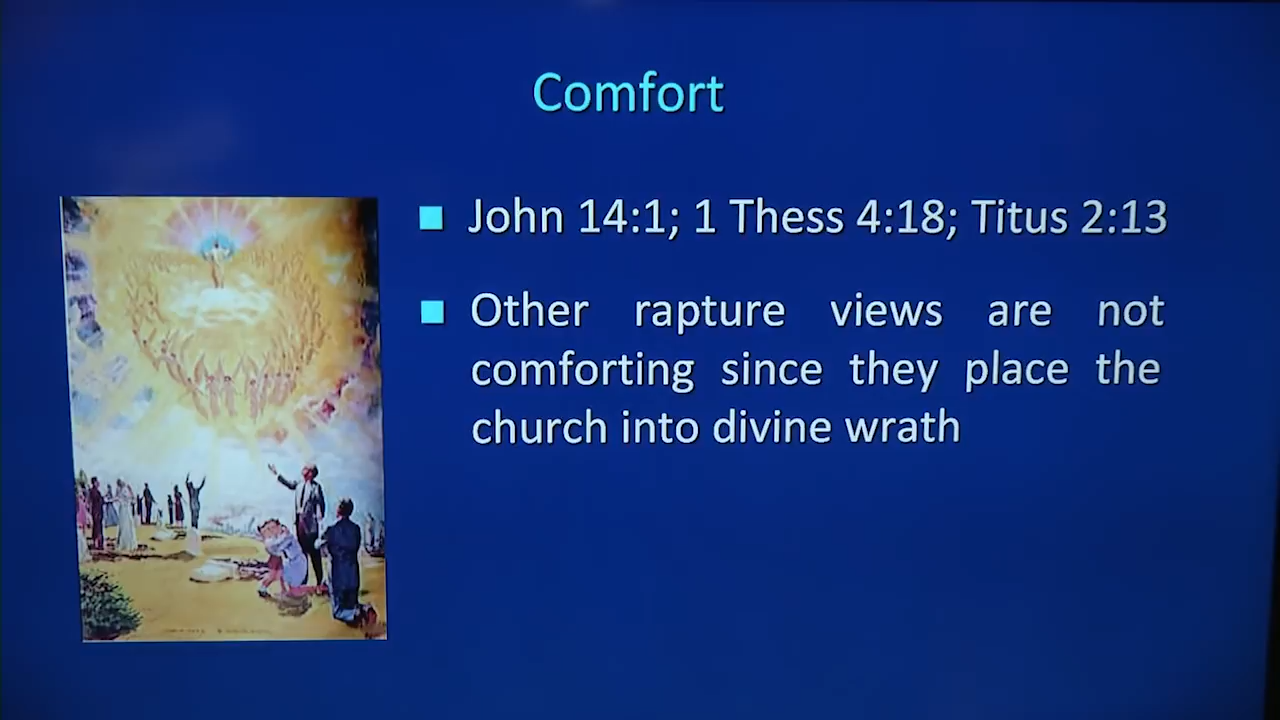 Comfort
John 14:1; 1 Thess 4:18; Titus 2:13
Other rapture views are not
comforting since they place the
church into divine wrath